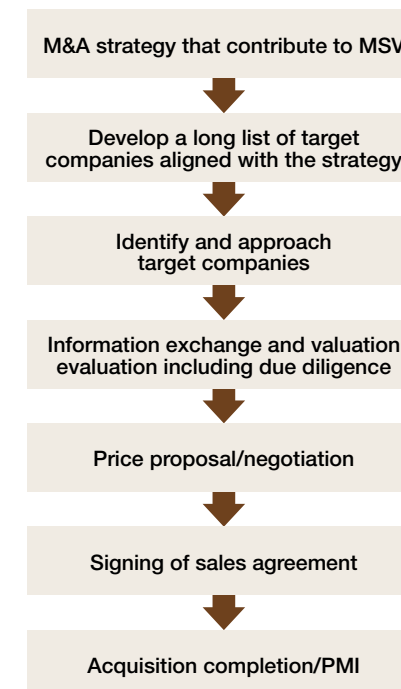 M&A strategy that contribute to MSV
Develop a long list of target
companies aligned with the strategy
Identify and approach
target companies
Information exchange and valuation
evaluation including due diligence
Price proposal/negotiation
Signing of sales agreement
Acquisition completion/PMI